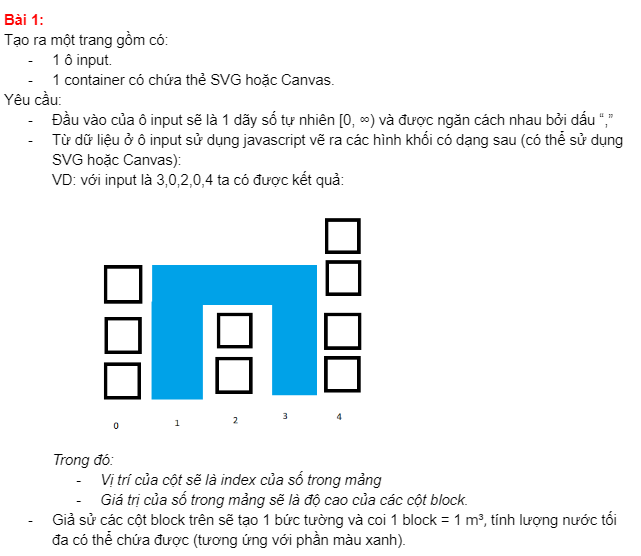 Bài 1:
Tạo ra một trang gồm có:
- 1 ô input.
- 1 container có chứa thẻ SVG hoặc Canvas.
Yêu cầu:
- Đầu vào của ô input sẽ là 1 dãy số tự nhiên [0, ∞) và được ngăn cách nhau bởi dấu “,”
- Từ dữ liệu ở ô input sử dụng javascript vẽ ra các hình khối có dạng sau (có thể sử dụng
SVG hoặc Canvas):
VD: với input là 3,0,2,0,4 ta có được kết quả:
0 1 2 3 4
Trong đó:
- Vị trí của cột sẽ là index của số trong mảng
- Giá trị của số trong mảng sẽ là độ cao của các cột block.
- Giả sử các cột block trên sẽ tạo 1 bức tường và coi 1 block = 1 m³, tính lượng nước tối
đa có thể chứa được (tương ứng với phần màu xanh).